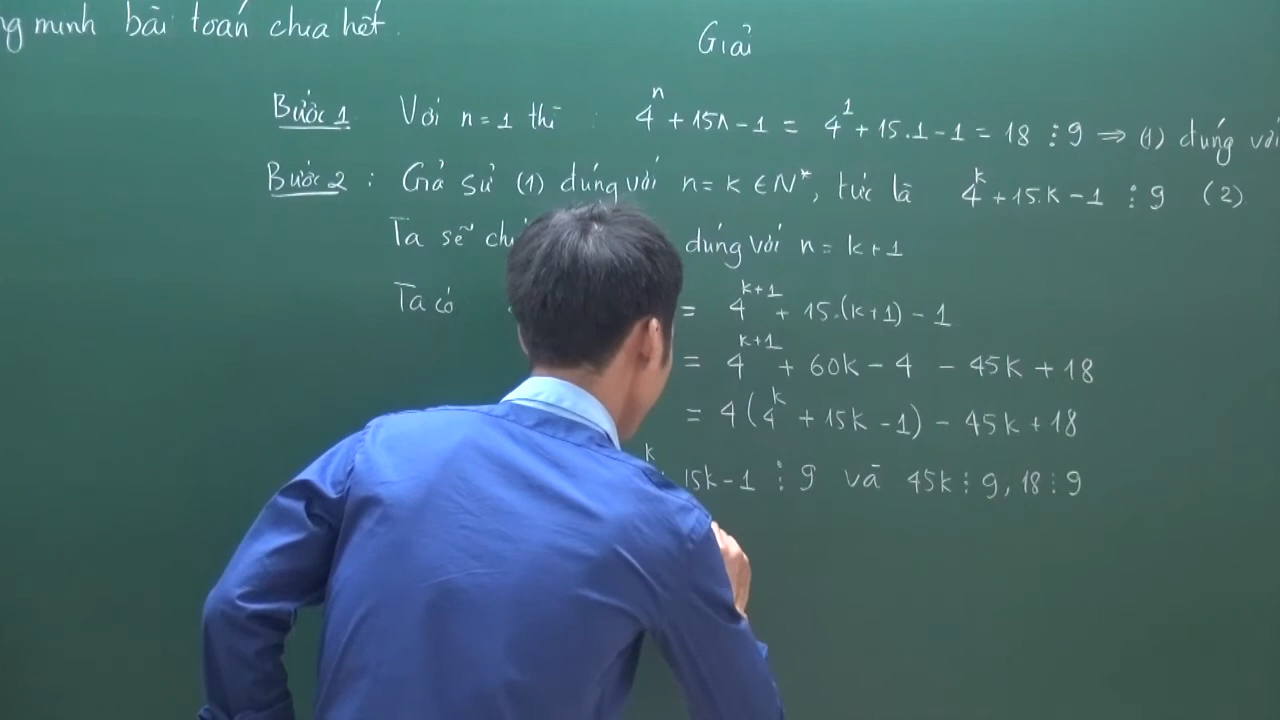 minh bài toán chia hết.
Giải
Bước 1 Với n = 1 thì : 4^n + 15n - 1 = 4^1 + 15.1 - 1 = 18 ⋮ 9 ⇒ (1) đúng với
Bước 2 : Giả sử (1) đúng với n = k ∈ N*, tức là 4^k + 15.k - 1 ⋮ 9 (2)
Ta sẽ đúng với n = k + 1
Ta có = 4^{k+1} + 15.(k+1) - 1
= 4^{k+1} + 60k - 4 - 45k + 18
= 4(4^k + 15k - 1) - 45k + 18
k 15k - 1 ⋮ 9 và 45k ⋮ 9, 18 ⋮ 9